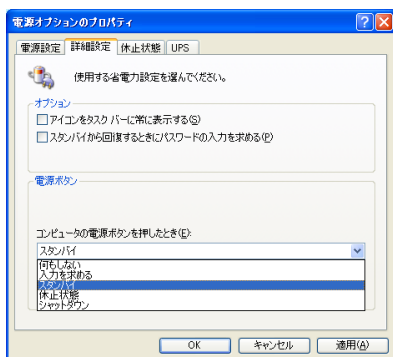 電源オプションのプロパティ
電源設定 詳細設定 休止状態 UPS
使用する省電力設定を選んでください。
オプション
アイコンをタスク バーに常に表示する(S)
スタンバイから回復するときにパスワードの入力を求める(P)
電源ボタン
コンピュータの電源ボタンを押したとき(E):
スタンバイ
何もしない
入力を求める
スタンバイ
休止状態
シャットダウン
OK キャンセル 適用(A)